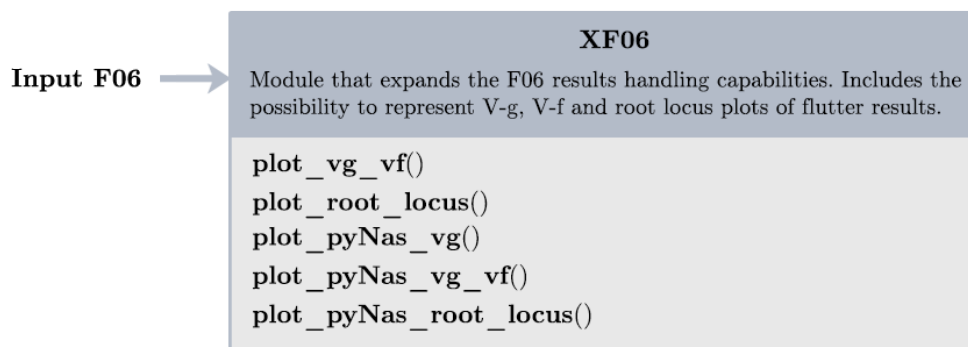 XF06
Input F06
Module that expands the F06 results handling capabilities. Includes the
possibility to represent V-g, V-f and root locus plots of flutter results.
plot_vg_vf()
plot_root_locus()
plot_pyNas_vg()
plot_pyNas_vg_vf()
plot_pyNas_root_locus()